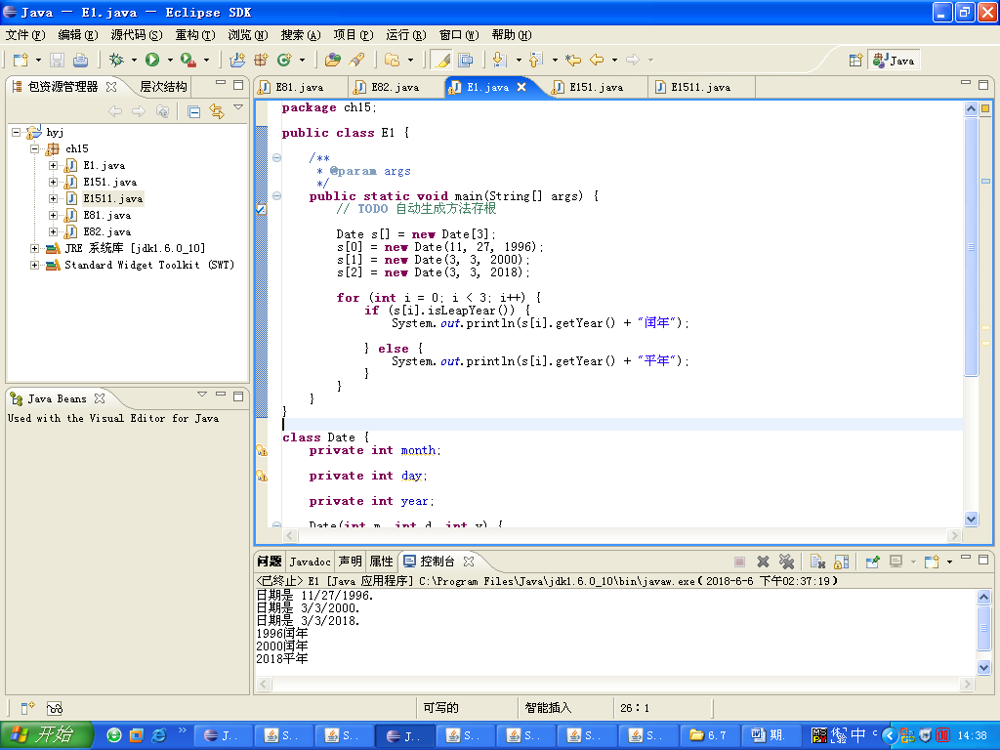 Java - E1.java - Eclipse SDK
文件(F) 编辑(E) 源代码(S) 重构(T) 浏览(N) 搜索(A) 项目(P) 运行(R) 窗口(W) 帮助(H)
Java
包资源管理器 层次结构
E81.java E82.java E1.java E151.java E1511.java
hyj
ch15
E1.java
E151.java
E1511.java
E81.java
E82.java
JRE 系统库 [jdk1.6.0_10]
Standard Widget Toolkit (SWT)
package ch15;
public class E1 {
/**
* @param args
*/
public static void main(String[] args) {
// TODO 自动生成方法存根
Date s[] = new Date[3];
s[0] = new Date(11, 27, 1996);
s[1] = new Date(3, 3, 2000);
s[2] = new Date(3, 3, 2018);
for (int i = 0; i < 3; i++) {
if (s[i].isLeapYear()) {
System.out.println(s[i].getYear() + "闰年");
} else {
System.out.println(s[i].getYear() + "平年");
}
}
}
}
class Date {
private int month;
private int day;
private int year;
Date(int m, int d, int y) {
Java Beans
Used with the Visual Editor for Java
问题 Javadoc 声明 属性 控制台
<已终止> E1 [Java 应用程序] C:\Program Files\Java\jdk1.6.0_10\bin\javaw.exe（2018-6-6 下午02:37:19）
日期是 11/27/1996.
日期是 3/3/2000.
日期是 3/3/2018.
1996闰年
2000闰年
2018平年
可写的 智能插入 26：1
开始 J.. S.. S.. J.. S.. S.. S.. S.. 6.7 期. 中 14:38